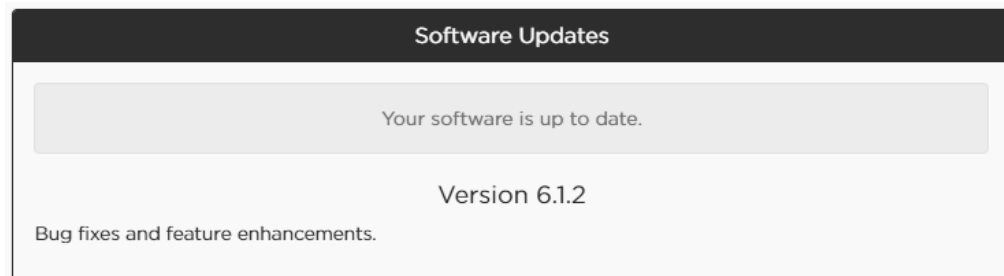 Software Updates
Your software is up to date.
Version 6.1.2
Bug fixes and feature enhancements.